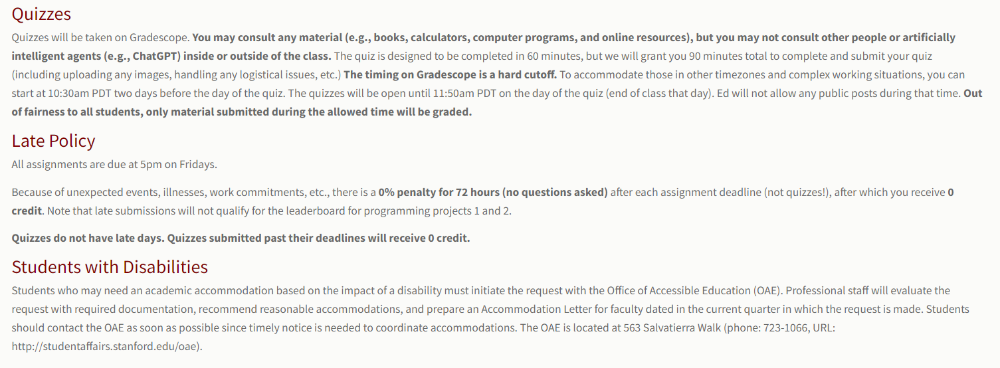 Quizzes
Quizzes will be taken on Gradescope. You may consult any material (e.g., books, calculators, computer programs, and online resources), but you may not consult other people or artificially
intelligent agents (e.g., ChatGPT) inside or outside of the class. The quiz is designed to be completed in 60 minutes, but we will grant you 90 minutes total to complete and submit your quiz
(including uploading any images, handling any logistical issues, etc.) The timing on Gradescope is a hard cutoff. To accommodate those in other timezones and complex working situations, you can
start at 10:30am PDT two days before the day of the quiz. The quizzes will be open until 11:50am PDT on the day of the quiz (end of class that day). Ed will not allow any public posts during that time. Out
of fairness to all students, only material submitted during the allowed time will be graded.
Late Policy
All assignments are due at 5pm on Fridays.
Because of unexpected events, illnesses, work commitments, etc., there is a 0% penalty for 72 hours (no questions asked) after each assignment deadline (not quizzes!), after which you receive 0
credit. Note that late submissions will not qualify for the leaderboard for programming projects 1 and 2.
Quizzes do not have late days. Quizzes submitted past their deadlines will receive 0 credit.
Students with Disabilities
Students who may need an academic accommodation based on the impact of a disability must initiate the request with the Office of Accessible Education (OAE). Professional staff will evaluate the
request with required documentation, recommend reasonable accommodations, and prepare an Accommodation Letter for faculty dated in the current quarter in which the request is made. Students
should contact the OAE as soon as possible since timely notice is needed to coordinate accommodations. The OAE is located at 563 Salvatierra Walk (phone: 723-1066, URL:
http://studentaffairs.stanford.edu/oae).